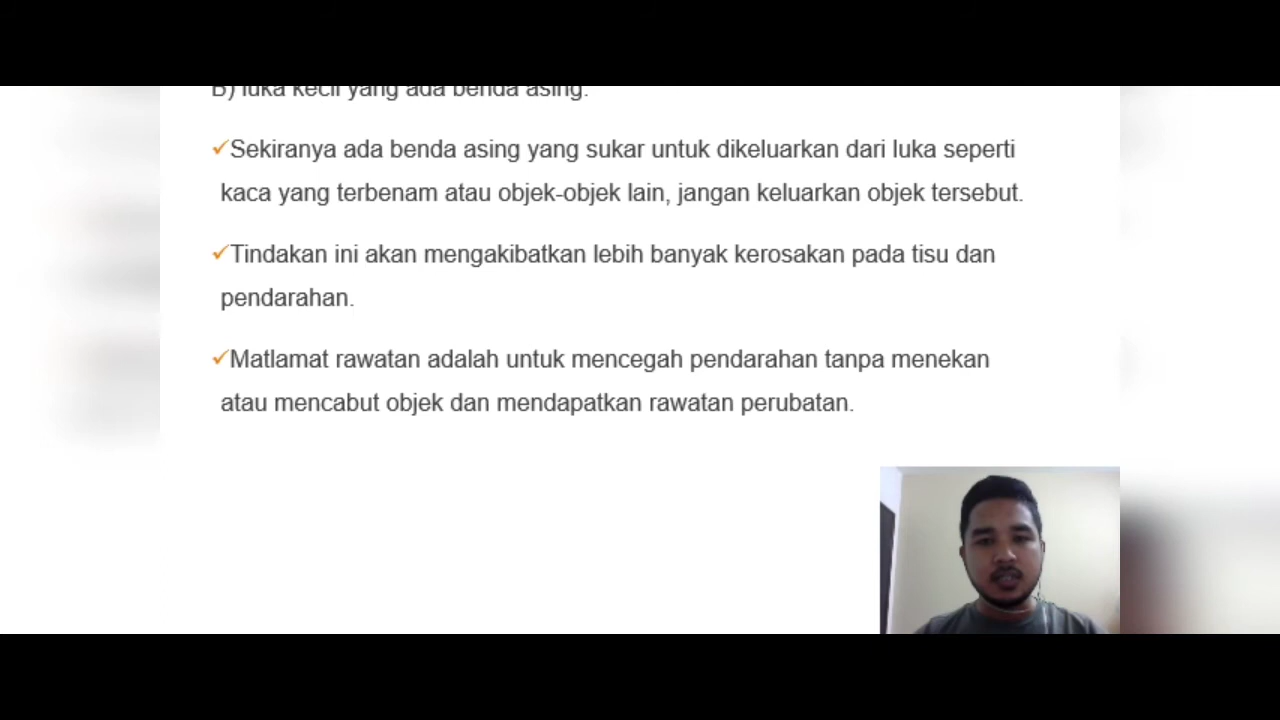 B) luka kecil yang ada benda asing.
✓Sekiranya ada benda asing yang sukar untuk dikeluarkan dari luka seperti
kaca yang terbenam atau objek-objek lain, jangan keluarkan objek tersebut.
✓Tindakan ini akan mengakibatkan lebih banyak kerosakan pada tisu dan
pendarahan.
✓Matlamat rawatan adalah untuk mencegah pendarahan tanpa menekan
atau mencabut objek dan mendapatkan rawatan perubatan.